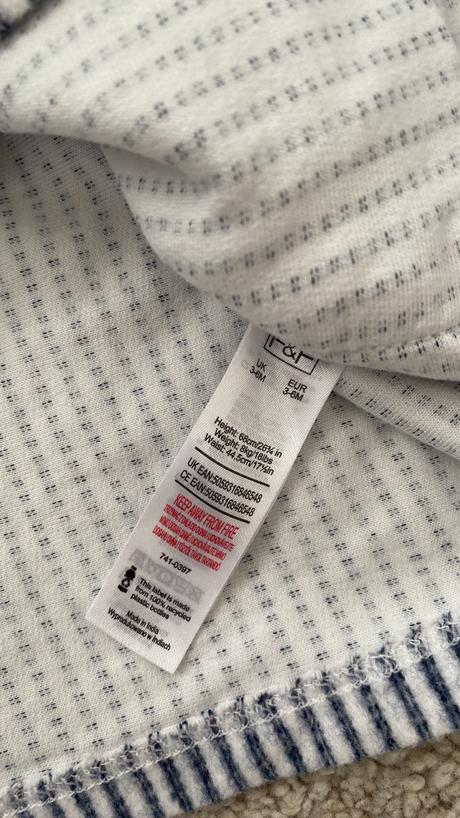 F&F
UK
3-6M
EUR
3-6M
Height: 68cm/26¾ in
Weight: 8kg/18lbs
Waist: 44.5cm/17½in
UK EAN:5059316846548
CE EAN:5059316846548
KEEP AWAY FROM FIRE
741-0397
This label is made
from 100% recycled
plastic bottles
Made in India
Wyprodukowano w Indiach